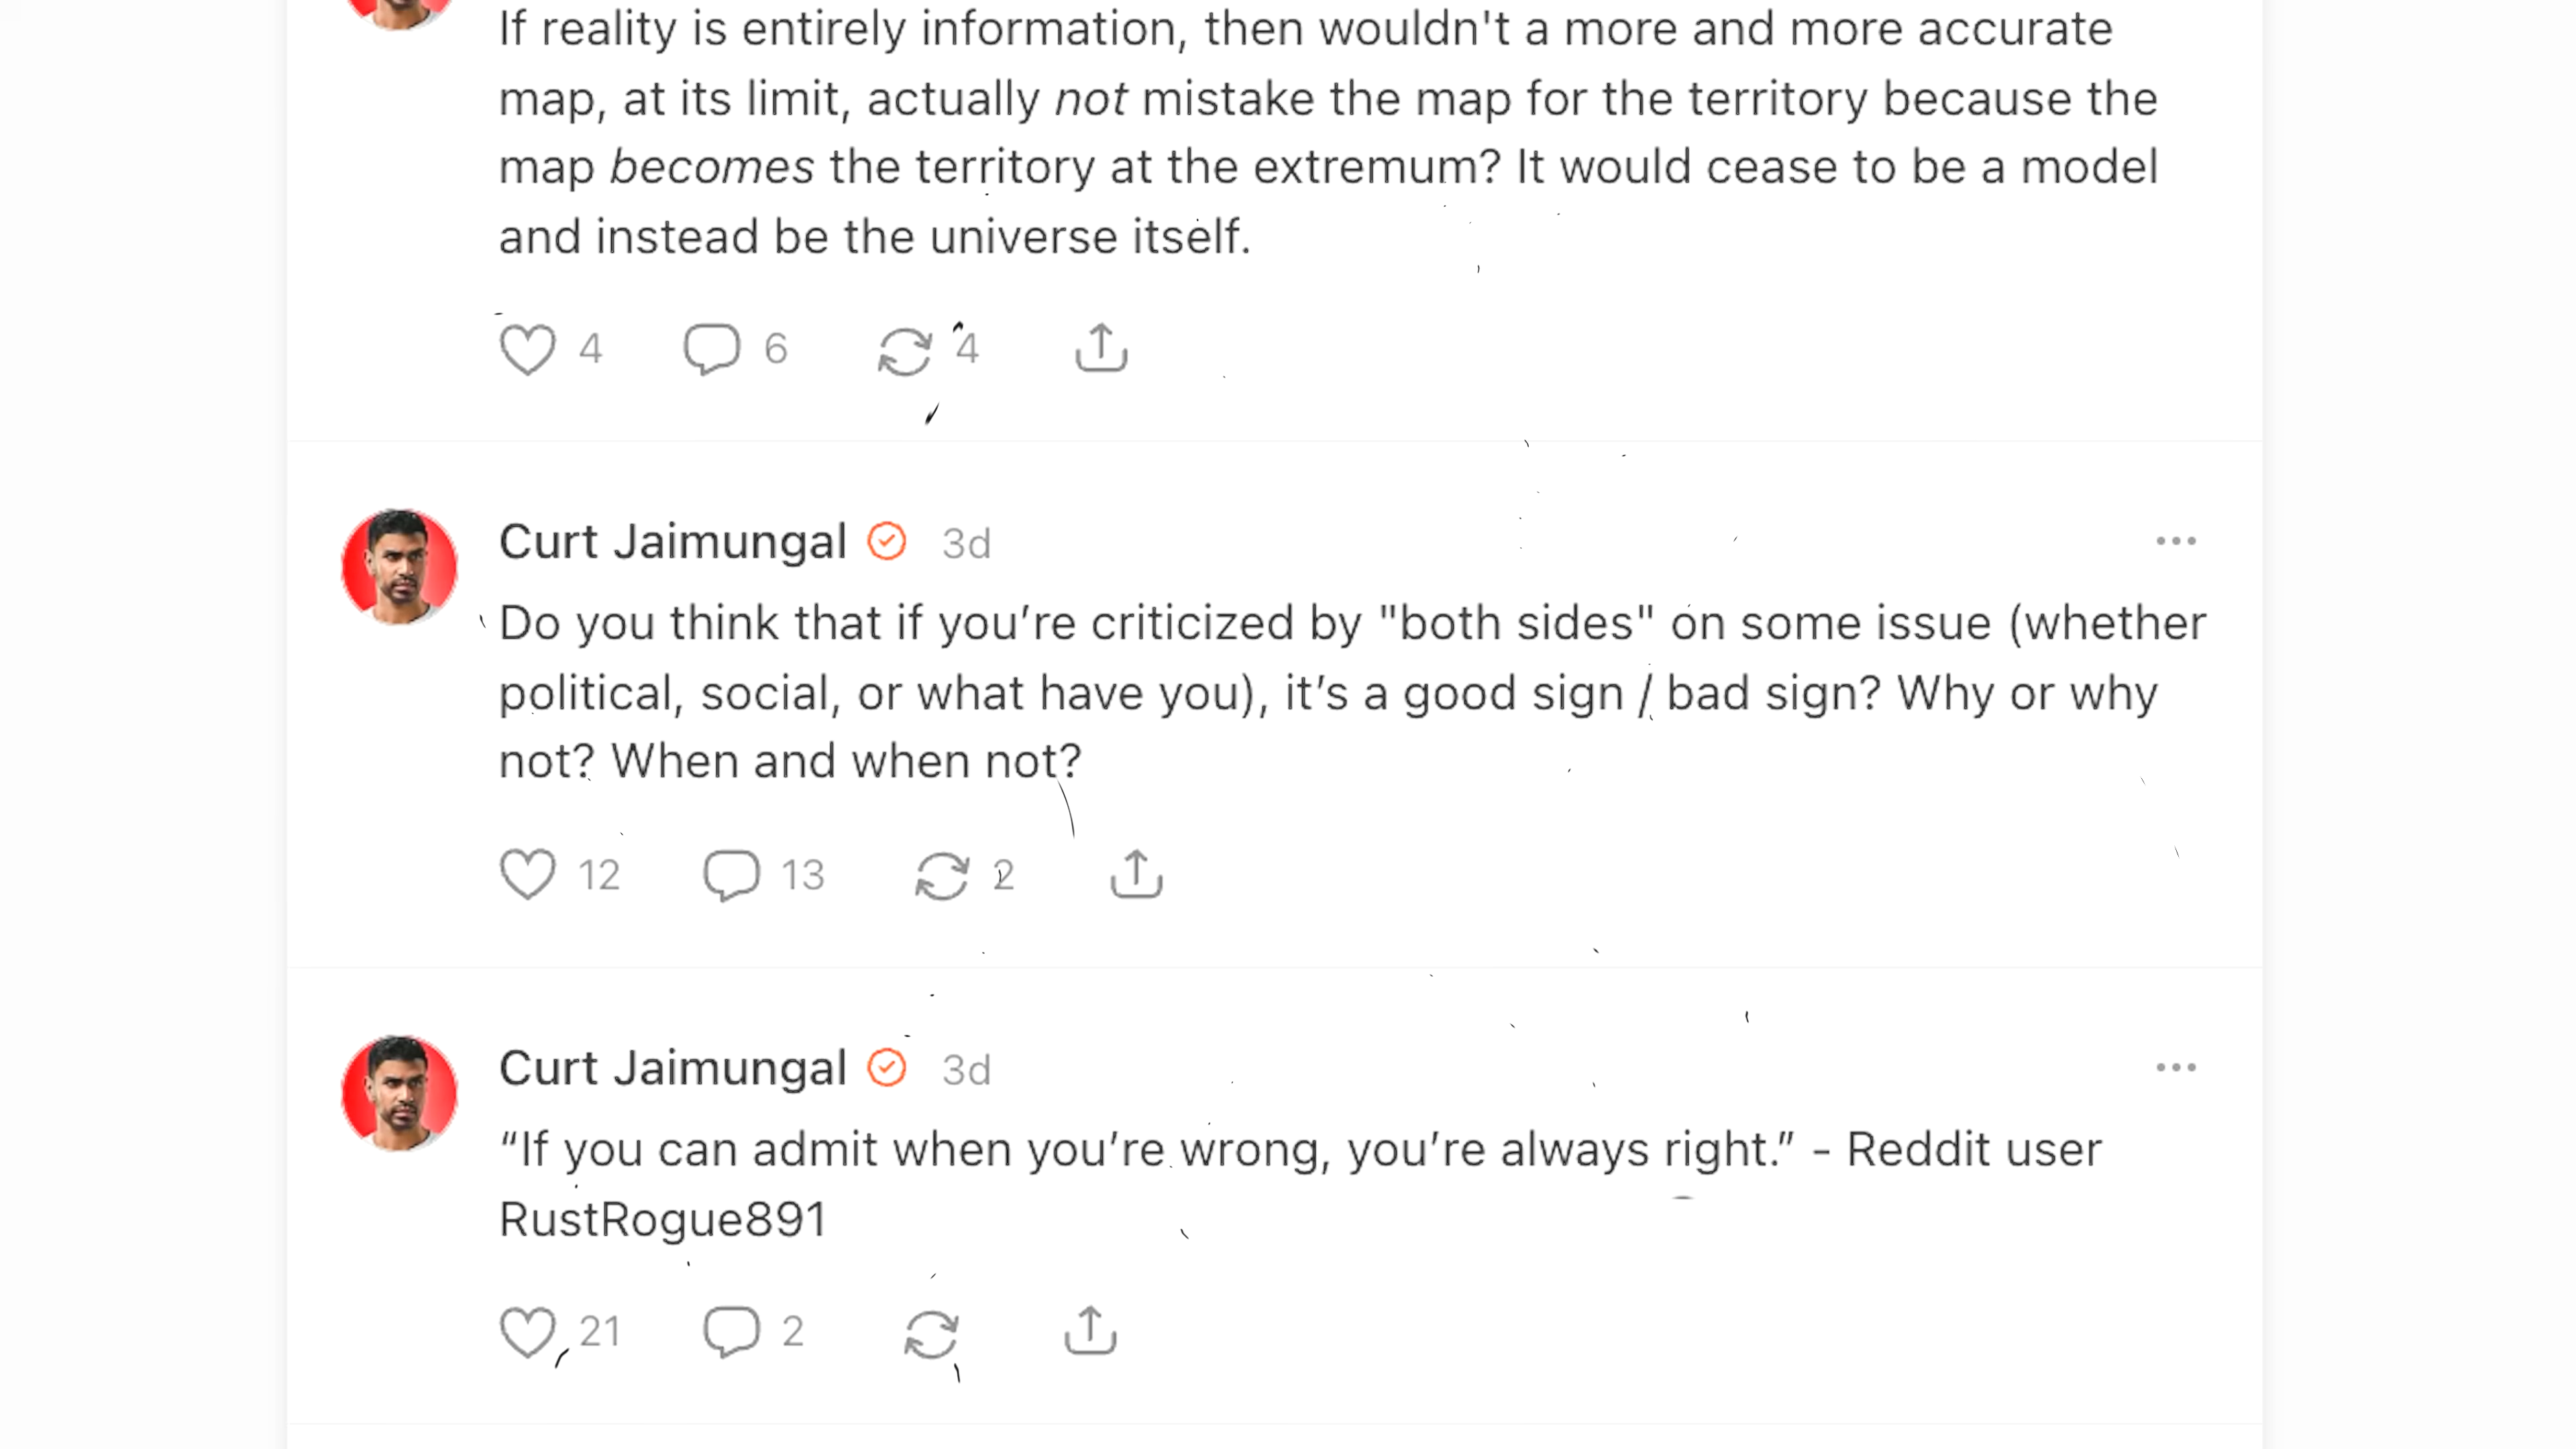 If reality is entirely information, then wouldn't a more and more accurate
map, at its limit, actually not mistake the map for the territory because the
map becomes the territory at the extremum? It would cease to be a model
and instead be the universe itself.
4 6 4
Curt Jaimungal 3d
Do you think that if you’re criticized by "both sides" on some issue (whether
political, social, or what have you), it’s a good sign / bad sign? Why or why
not? When and when not?
12 13 2
Curt Jaimungal 3d
“If you can admit when you’re wrong, you’re always right.” - Reddit user
RustRogue891
21 2